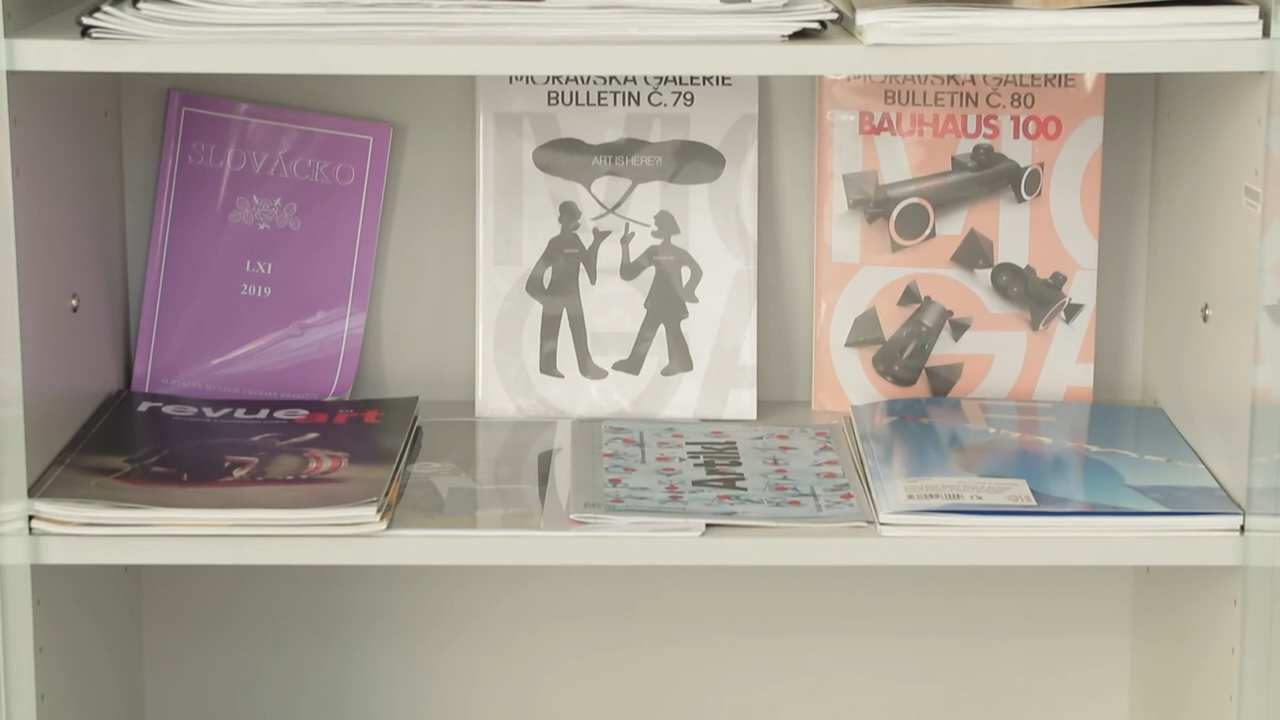 SLOVÁCKO
LXI
2019
MORAVSKÁ GALERIE
BULLETIN Č. 79
ART IS HERE?!
MORAVSKÁ GALERIE
BULLETIN Č. 80
BAUHAUS 100
revue art
Artikl